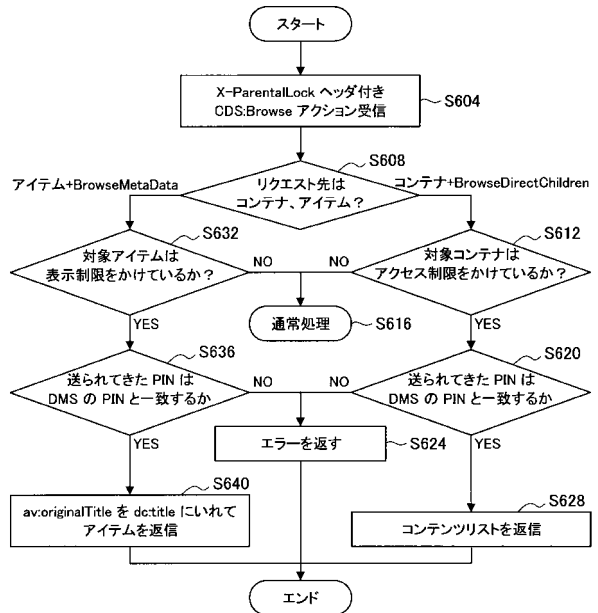 スタート
X-ParentalLock ヘッダ付き
CDS:Browse アクション受信
S604
S608
アイテム+BrowseMetaData
リクエスト先は
コンテナ、アイテム？
コンテナ+BrowseDirectChildren
S632
対象アイテムは
表示制限をかけているか？
NO
NO
S612
対象コンテナは
アクセス制限をかけているか？
YES
通常処理
S616
YES
S636
送られてきた PIN は
DMS の PIN と一致するか
NO
NO
S620
送られてきた PIN は
DMS の PIN と一致するか
YES
エラーを返す
S624
YES
S640
av:originalTitle を dc:title にいれて
アイテムを返信
S628
コンテンツリストを返信
エンド